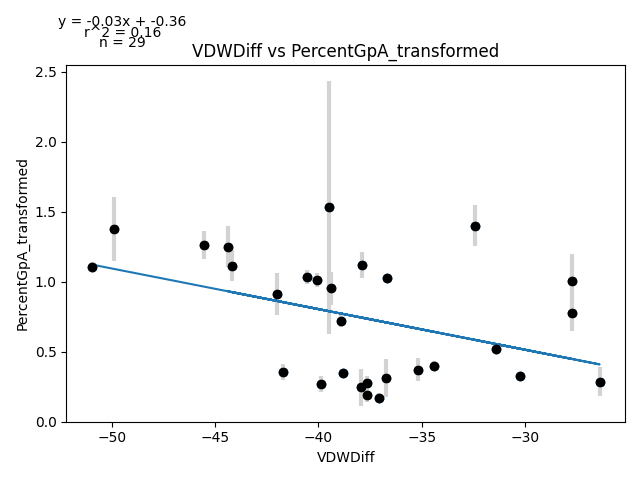 y = -0.03x + -0.36
r^2 = 0.16
n = 29
VDWDiff vs PercentGpA_transformed
2.5
2.0
1.5
1.0
0.5
0.0
PercentGpA_transformed
−50
−45
−40
−35
−30
VDWDiff